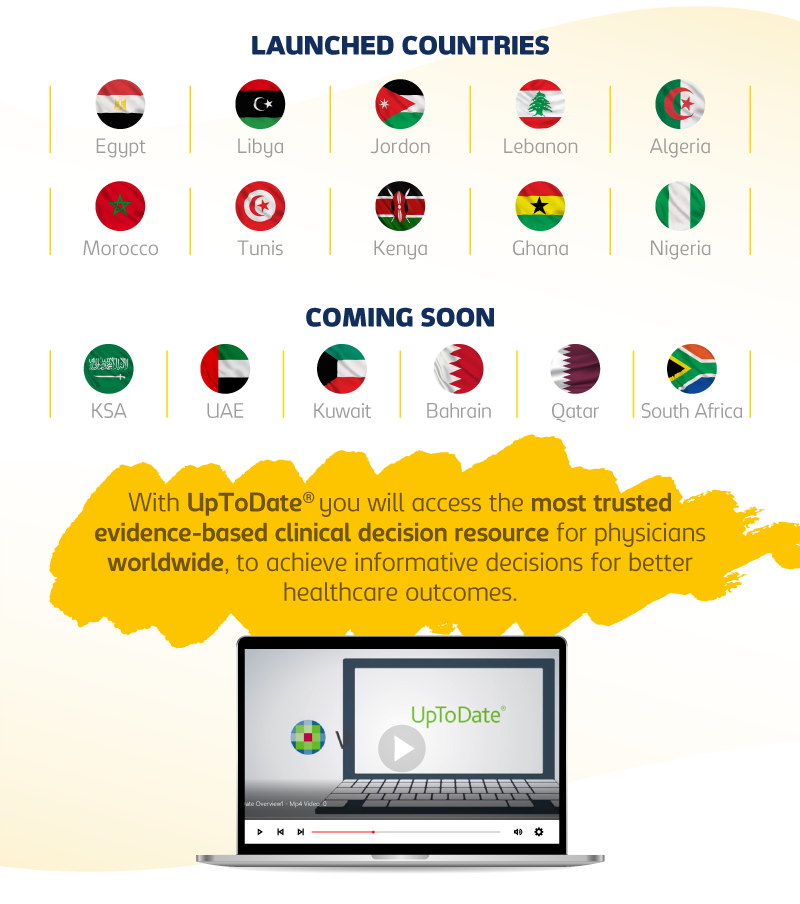 LAUNCHED COUNTRIES
Egypt Libya Jordon Lebanon Algeria
Morocco Tunis Kenya Ghana Nigeria
COMING SOON
KSA UAE Kuwait Bahrain Qatar South Africa
With UpToDate® you will access the most trusted
evidence-based clinical decision resource for physicians
worldwide, to achieve informative decisions for better
healthcare outcomes.
UpToDate®
W
ate Overview1 - Mp4 Video